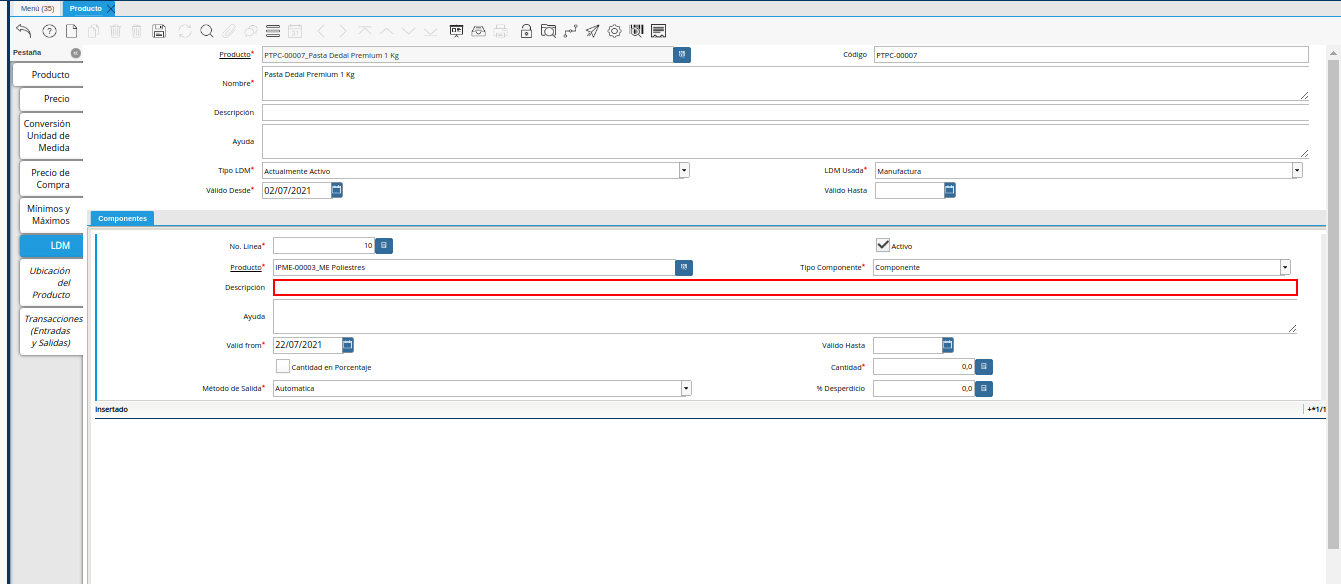 Menú (35) Producto
Pestaña
Producto
Precio
Conversión
Unidad de
Medida
Precio de
Compra
Mínimos y
Máximos
LDM
Ubicación
del
Producto
Transacciones
(Entradas
y Salidas)
Producto* PTPC-00007_Pasta Dedal Premium 1 Kg Código PTPC-00007
Nombre* Pasta Dedal Premium 1 Kg
Descripción
Ayuda
Tipo LDM* Actualmente Activo LDM Usada* Manufactura
Válido Desde* 02/07/2021 Válido Hasta
Componentes
No. Línea* 10 Activo
Producto* IPME-00003_ME Poliestres Tipo Componente* Componente
Descripción
Ayuda
Valid from* 22/07/2021 Válido Hasta
Cantidad en Porcentaje Cantidad* 0,0
Método de Salida* Automatica % Desperdicio 0,0
Insertado +*1/1